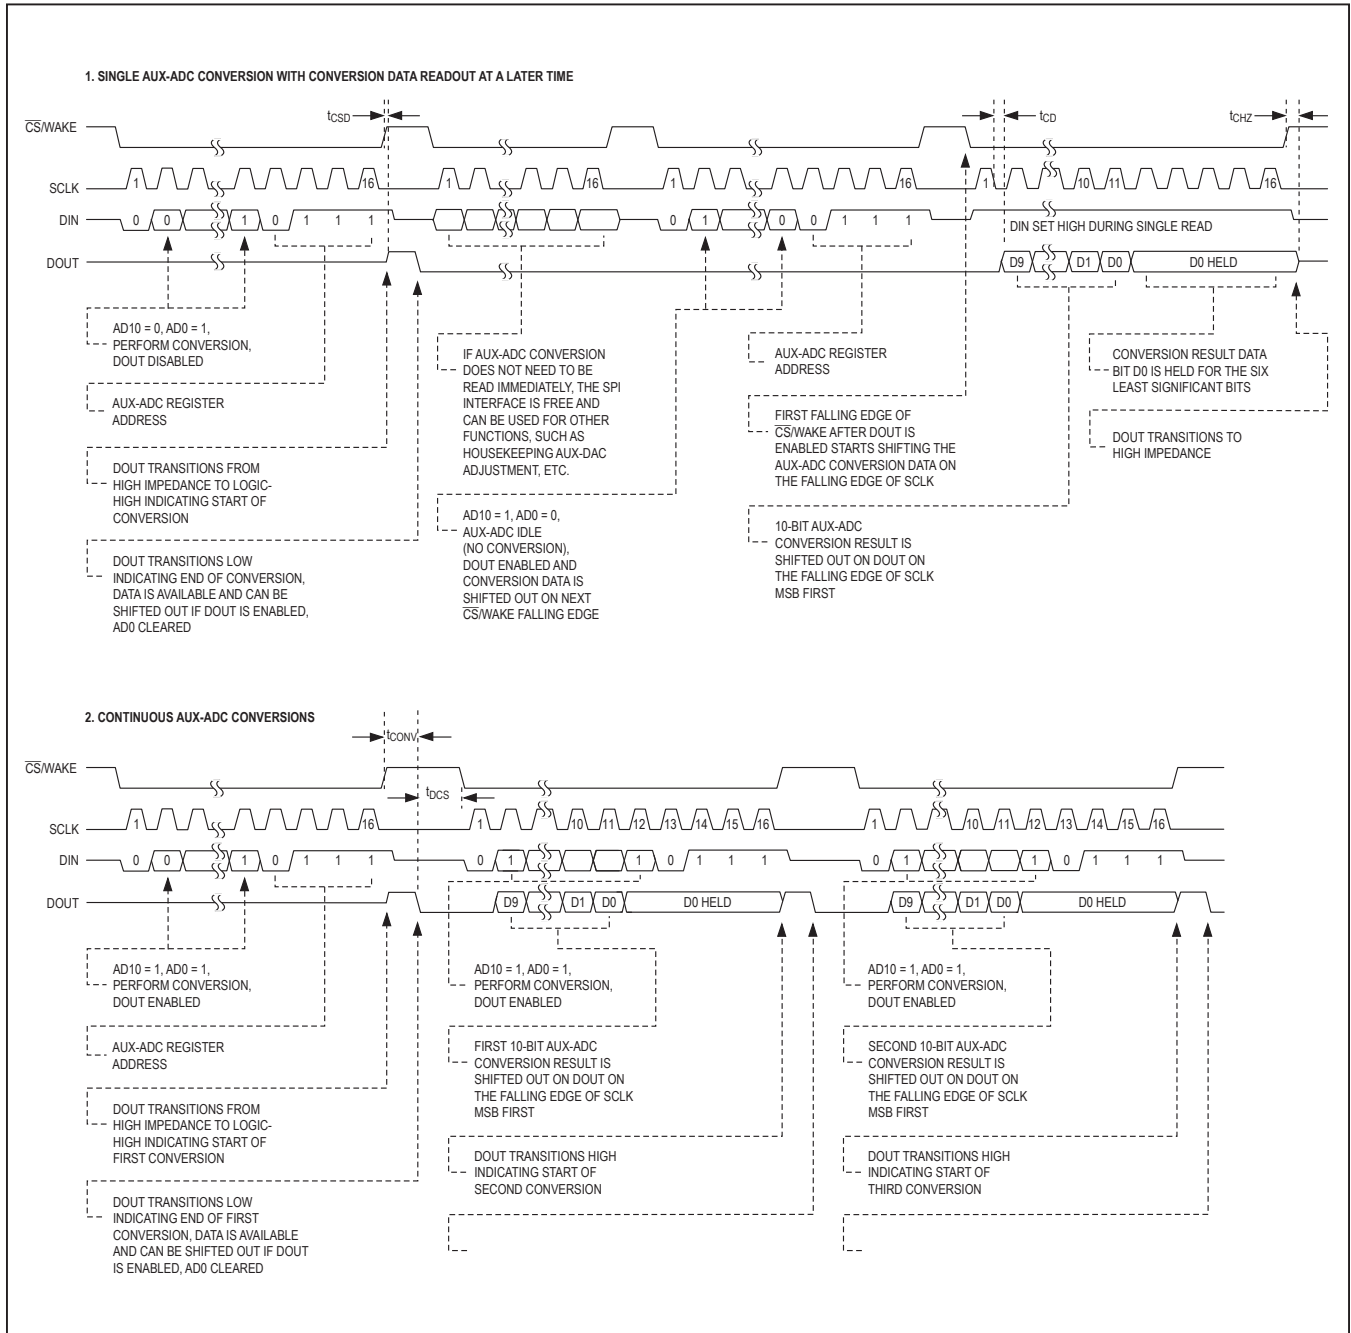 1. SINGLE AUX-ADC CONVERSION WITH CONVERSION DATA READOUT AT A LATER TIME
tCSD
tCD
tCHZ
CS/WAKE
SCLK
1 16 1 16 1 16 1 10 11 16
DIN
0 0 1 0 1 1 1 0 1 0 0 1 1 1 DIN SET HIGH DURING SINGLE READ
DOUT
D9 D1 D0 D0 HELD
AD10 = 0, AD0 = 1,
PERFORM CONVERSION,
DOUT DISABLED
AUX-ADC REGISTER
ADDRESS
DOUT TRANSITIONS FROM
HIGH IMPEDANCE TO LOGIC-
HIGH INDICATING START OF
CONVERSION
DOUT TRANSITIONS LOW
INDICATING END OF CONVERSION,
DATA IS AVAILABLE AND CAN BE
SHIFTED OUT IF DOUT IS ENABLED,
AD0 CLEARED
IF AUX-ADC CONVERSION
DOES NOT NEED TO BE
READ IMMEDIATELY, THE SPI
INTERFACE IS FREE AND
CAN BE USED FOR OTHER
FUNCTIONS, SUCH AS
HOUSEKEEPING AUX-DAC
ADJUSTMENT, ETC.
AD10 = 1, AD0 = 0,
AUX-ADC IDLE
(NO CONVERSION),
DOUT ENABLED AND
CONVERSION DATA IS
SHIFTED OUT ON NEXT
CS/WAKE FALLING EDGE
AUX-ADC REGISTER
ADDRESS
FIRST FALLING EDGE OF
CS/WAKE AFTER DOUT IS
ENABLED STARTS SHIFTING THE
AUX-ADC CONVERSION DATA ON
THE FALLING EDGE OF SCLK
10-BIT AUX-ADC
CONVERSION RESULT IS
SHIFTED OUT ON DOUT ON
THE FALLING EDGE OF SCLK
MSB FIRST
CONVERSION RESULT DATA
BIT D0 IS HELD FOR THE SIX
LEAST SIGNIFICANT BITS
DOUT TRANSITIONS TO
HIGH IMPEDANCE
2. CONTINUOUS AUX-ADC CONVERSIONS
tCONV
CS/WAKE
tDCS
SCLK
1 16 1 10 11 12 13 14 15 16 1 10 11 12 13 14 15 16
DIN
0 0 1 0 1 1 1 0 1 1 0 1 1 1 0 1 1 0 1 1 1
DOUT
D9 D1 D0 D0 HELD D9 D1 D0 D0 HELD
AD10 = 1, AD0 = 1,
PERFORM CONVERSION,
DOUT ENABLED
AUX-ADC REGISTER
ADDRESS
DOUT TRANSITIONS FROM
HIGH IMPEDANCE TO LOGIC-
HIGH INDICATING START OF
FIRST CONVERSION
DOUT TRANSITIONS LOW
INDICATING END OF FIRST
CONVERSION, DATA IS AVAILABLE
AND CAN BE SHIFTED OUT IF DOUT
IS ENABLED, AD0 CLEARED
AD10 = 1, AD0 = 1,
PERFORM CONVERSION,
DOUT ENABLED
FIRST 10-BIT AUX-ADC
CONVERSION RESULT IS
SHIFTED OUT ON DOUT ON
THE FALLING EDGE OF SCLK
MSB FIRST
DOUT TRANSITIONS HIGH
INDICATING START OF
SECOND CONVERSION
AD10 = 1, AD0 = 1,
PERFORM CONVERSION,
DOUT ENABLED
SECOND 10-BIT AUX-ADC
CONVERSION RESULT IS
SHIFTED OUT ON DOUT ON
THE FALLING EDGE OF SCLK
MSB FIRST
DOUT TRANSITIONS HIGH
INDICATING START OF
THIRD CONVERSION